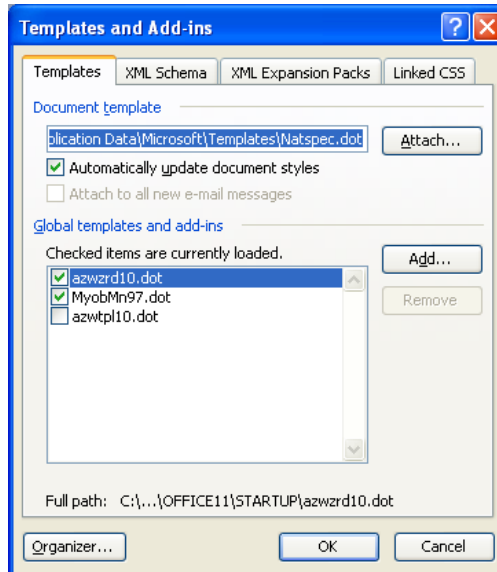 Templates and Add-ins
Templates XML Schema XML Expansion Packs Linked CSS
Document template
plication Data\Microsoft\Templates\Natspec.dot Attach...
Automatically update document styles
Attach to all new e-mail messages
Global templates and add-ins
Checked items are currently loaded. Add...
azwzrd10.dot
MyobMn97.dot Remove
azwtpl10.dot
Full path: C:\...\OFFICE11\STARTUP\azwzrd10.dot
Organizer... OK Cancel